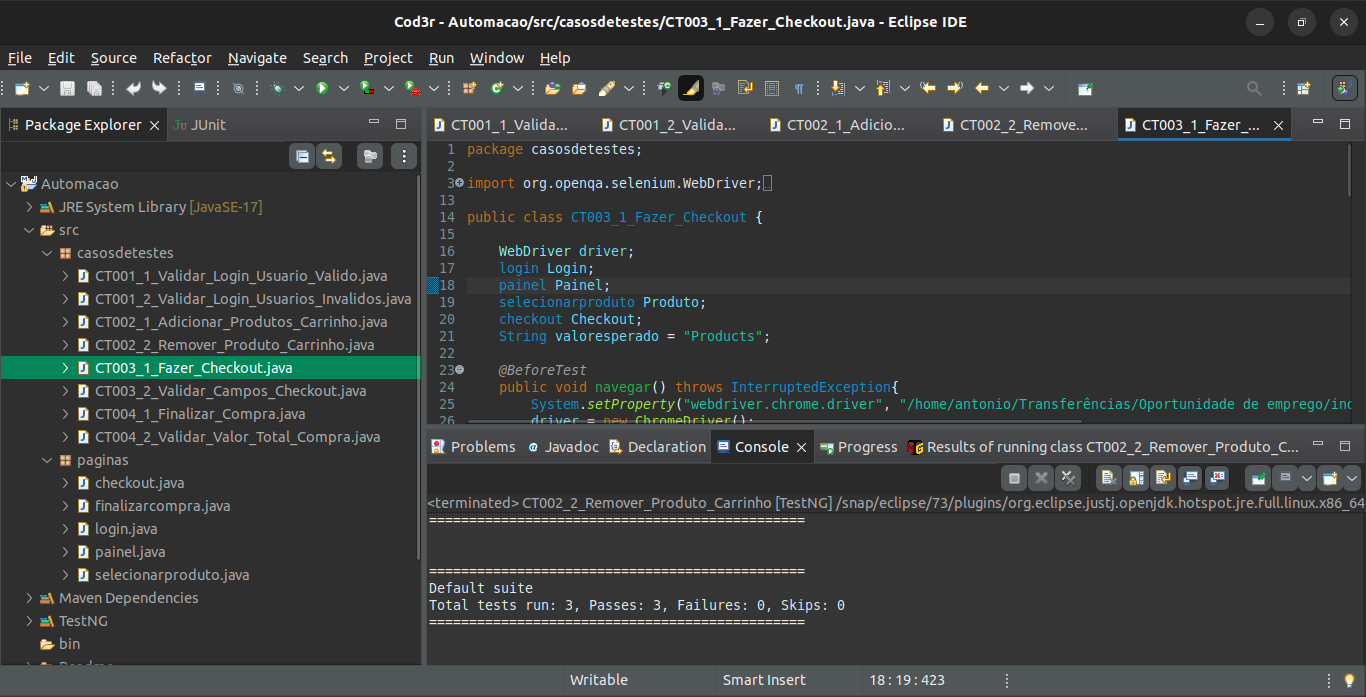 Cod3r - Automacao/src/casosdetestes/CT003_1_Fazer_Checkout.java - Eclipse IDE
File Edit Source Refactor Navigate Search Project Run Window Help
Package Explorer JUnit
CT001_1_Valida... CT001_2_Valida... CT002_1_Adicio... CT002_2_Remove... CT003_1_Fazer_...
Automacao
JRE System Library [JavaSE-17]
src
casosdetestes
CT001_1_Validar_Login_Usuario_Valido.java
CT001_2_Validar_Login_Usuarios_Invalidos.java
CT002_1_Adicionar_Produtos_Carrinho.java
CT002_2_Remover_Produto_Carrinho.java
CT003_1_Fazer_Checkout.java
CT003_2_Validar_Campos_Checkout.java
CT004_1_Finalizar_Compra.java
CT004_2_Validar_Valor_Total_Compra.java
paginas
checkout.java
finalizarcompra.java
login.java
painel.java
selecionarproduto.java
Maven Dependencies
TestNG
bin
1 package casosdetestes;
2
3 import org.openqa.selenium.WebDriver;
13
14 public class CT003_1_Fazer_Checkout {
15
16 WebDriver driver;
17 login Login;
18 painel Painel;
19 selecionarproduto Produto;
20 checkout Checkout;
21 String valoresperado = "Products";
22
23 @BeforeTest
24 public void navegar() throws InterruptedException{
25 System.setProperty("webdriver.chrome.driver", "/home/antonio/Transferências/Oportunidade de emprego/inc
26 driver = new ChromeDriver();
Problems Javadoc Declaration Console Progress Results of running class CT002_2_Remover_Produto_C...
<terminated> CT002_2_Remover_Produto_Carrinho [TestNG] /snap/eclipse/73/plugins/org.eclipse.justj.openjdk.hotspot.jre.full.linux.x86_64
===============================================
===============================================
Default suite
Total tests run: 3, Passes: 3, Failures: 0, Skips: 0
===============================================
Writable Smart Insert 18 : 19 : 423